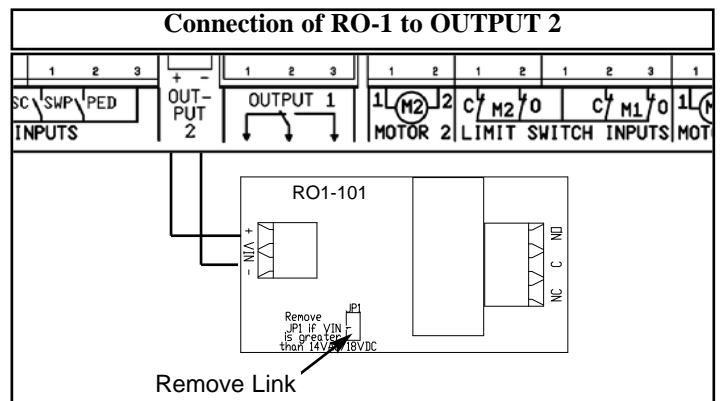 Connection of RO-1 to OUTPUT 2
1 2 3 + - 1 2 3 1 2 1 2 1 2 3 1
SC SWP PED OUT- OUTPUT 1 1 M2 2 C M2 O C M1 O 1
INPUTS PUT MOTOR 2 LIMIT SWITCH INPUTS MOT
2
RO1-101
+ VIN -
NO C NC
JP1
Remove
JP1 if VIN
is greater
than 14VAC/18VDC
Remove Link